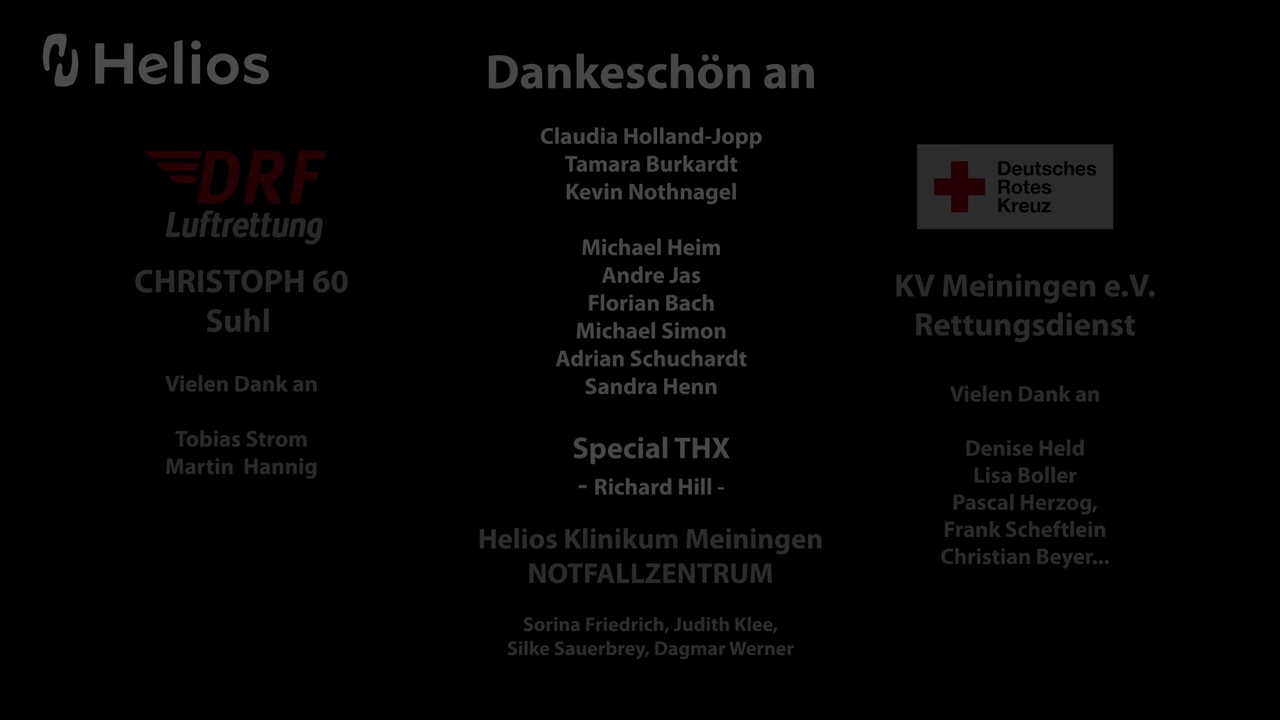 Helios
Dankeschön an
Claudia Holland-Jopp
Tamara Burkardt
Kevin Nothnagel
Michael Heim
Andre Jas
Florian Bach
Michael Simon
Adrian Schuchardt
Sandra Henn
Special THX
- Richard Hill -
Helios Klinikum Meiningen
NOTFALLZENTRUM
Sorina Friedrich, Judith Klee,
Silke Sauerbrey, Dagmar Werner
DRF
Luftrettung
CHRISTOPH 60
Suhl
Vielen Dank an
Tobias Strom
Martin  Hannig
Deutsches
Rotes
Kreuz
KV Meiningen e.V.
Rettungsdienst
Vielen Dank an
Denise Held
Lisa Boller
Pascal Herzog,
Frank Scheftlein
Christian Beyer...